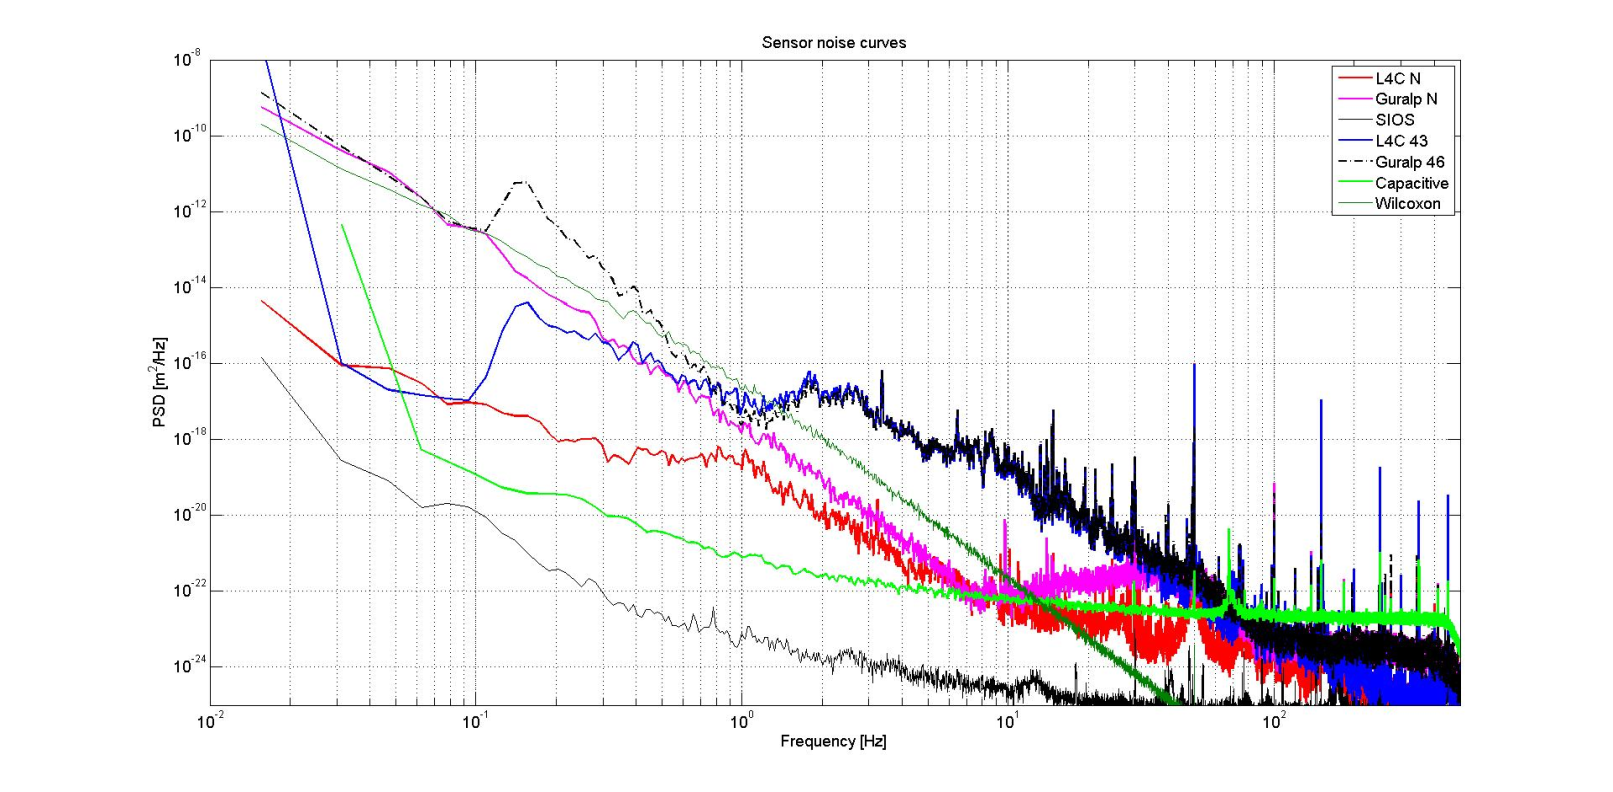 Sensor noise curves
10^-8
10^-10
10^-12
10^-14
10^-16
10^-18
10^-20
10^-22
10^-24
PSD [m^2/Hz]
L4C N
Guralp N
SIOS
L4C 43
Guralp 46
Capacitive
Wilcoxon
10^-2
10^-1
10^0
10^1
10^2
Frequency [Hz]